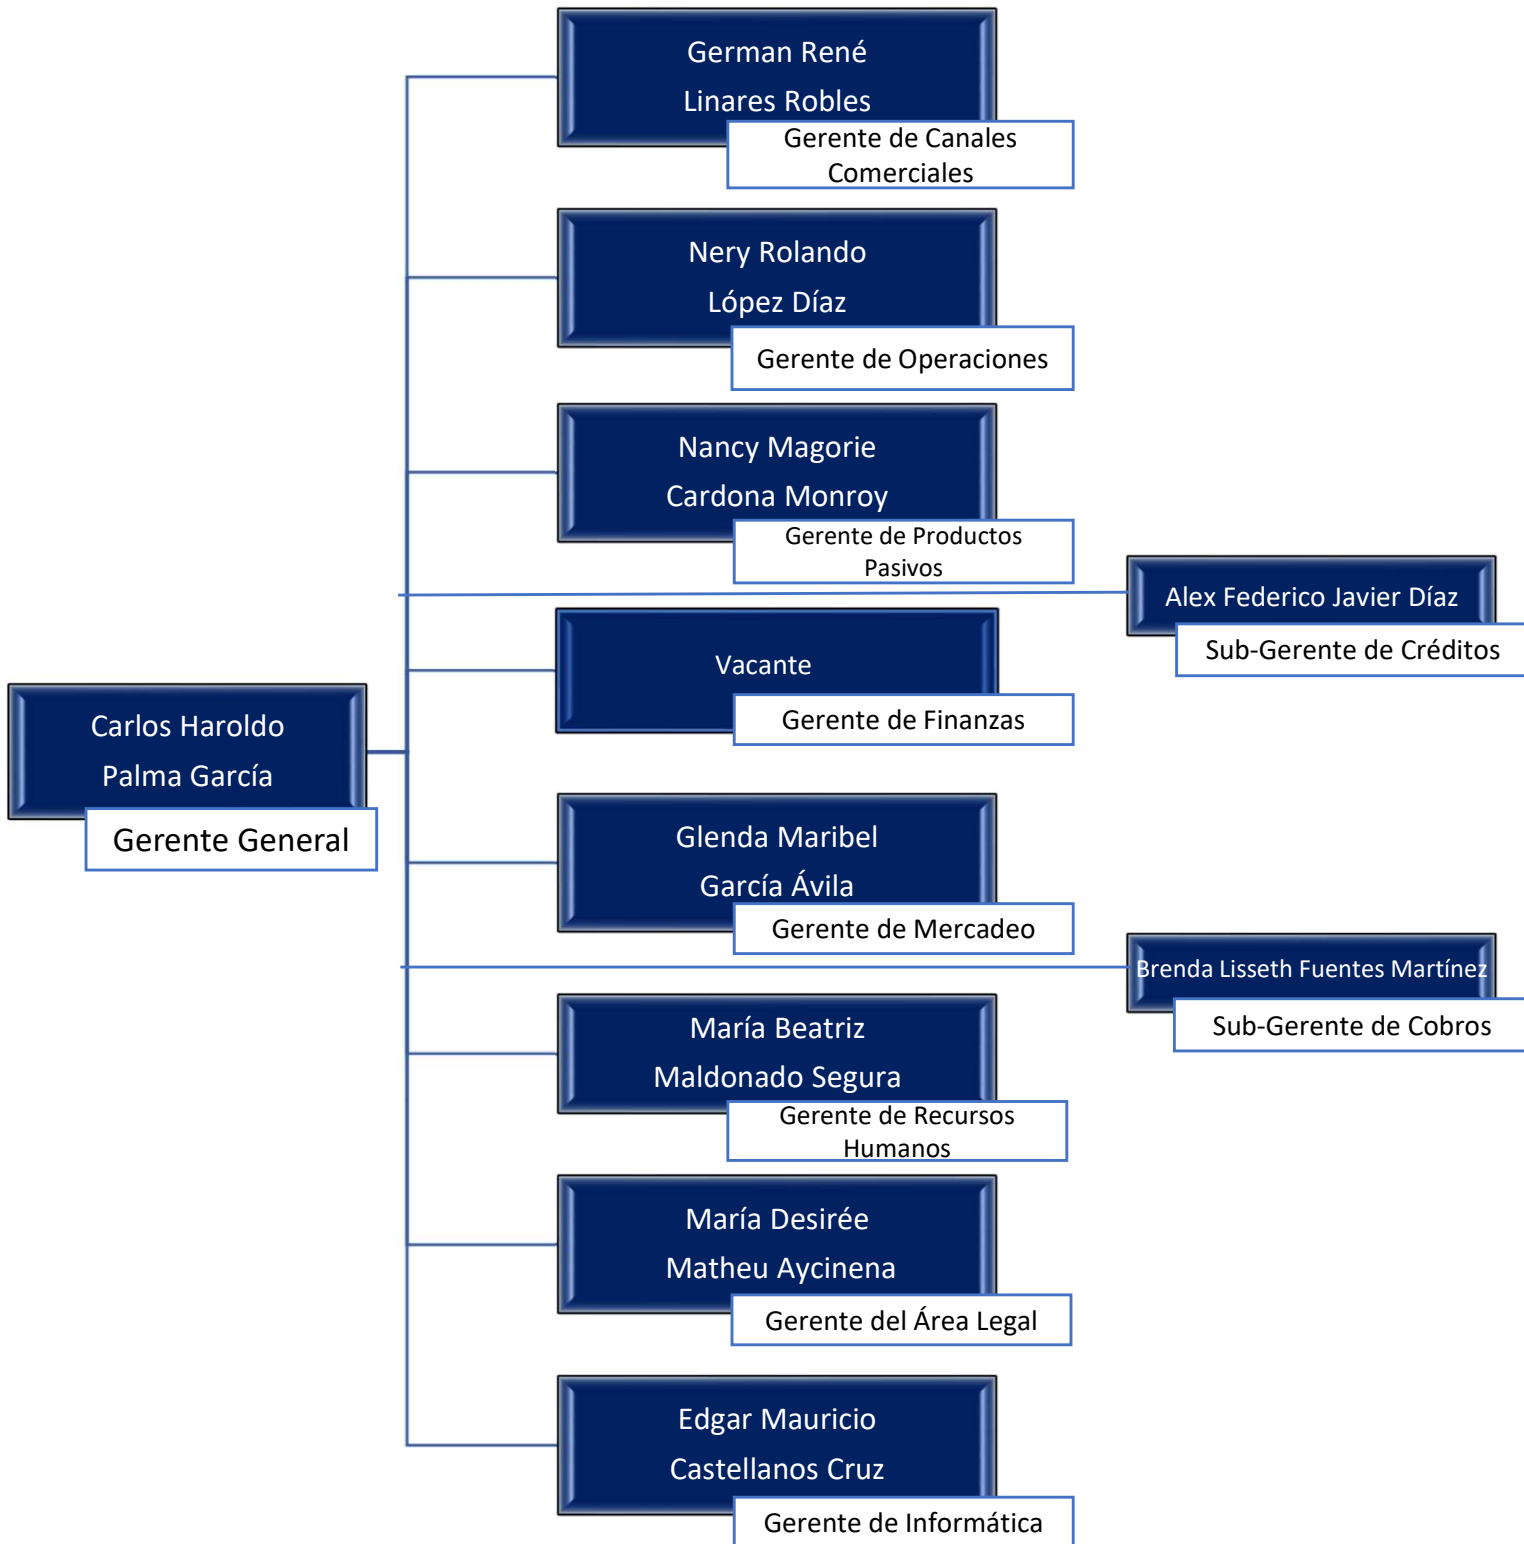 German René
Linares Robles
Gerente de Canales
Comerciales
Nery Rolando
López Díaz
Gerente de Operaciones
Nancy Magorie
Cardona Monroy
Gerente de Productos
Pasivos
Alex Federico Javier Díaz
Sub-Gerente de Créditos
Vacante
Gerente de Finanzas
Carlos Haroldo
Palma García
Gerente General
Glenda Maribel
García Ávila
Gerente de Mercadeo
Brenda Lisseth Fuentes Martínez
Sub-Gerente de Cobros
María Beatriz
Maldonado Segura
Gerente de Recursos
Humanos
María Desirée
Matheu Aycinena
Gerente del Área Legal
Edgar Mauricio
Castellanos Cruz
Gerente de Informática